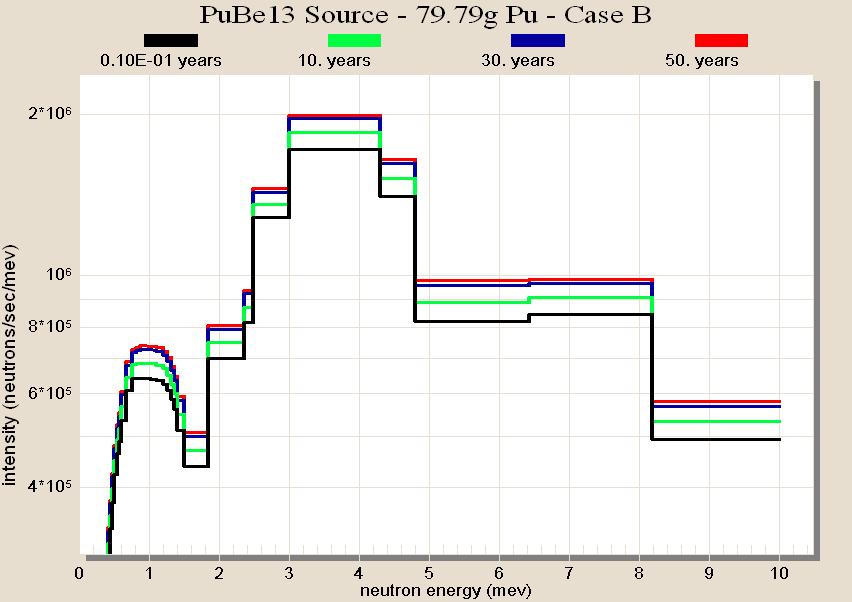 PuBe13 Source - 79.79g Pu - Case B
0.10E-01 years 10. years 30. years 50. years
intensity (neutrons/sec/mev)
2*10⁶
10⁶
8*10⁵
6*10⁵
4*10⁵
0 1 2 3 4 5 6 7 8 9 10
neutron energy (mev)